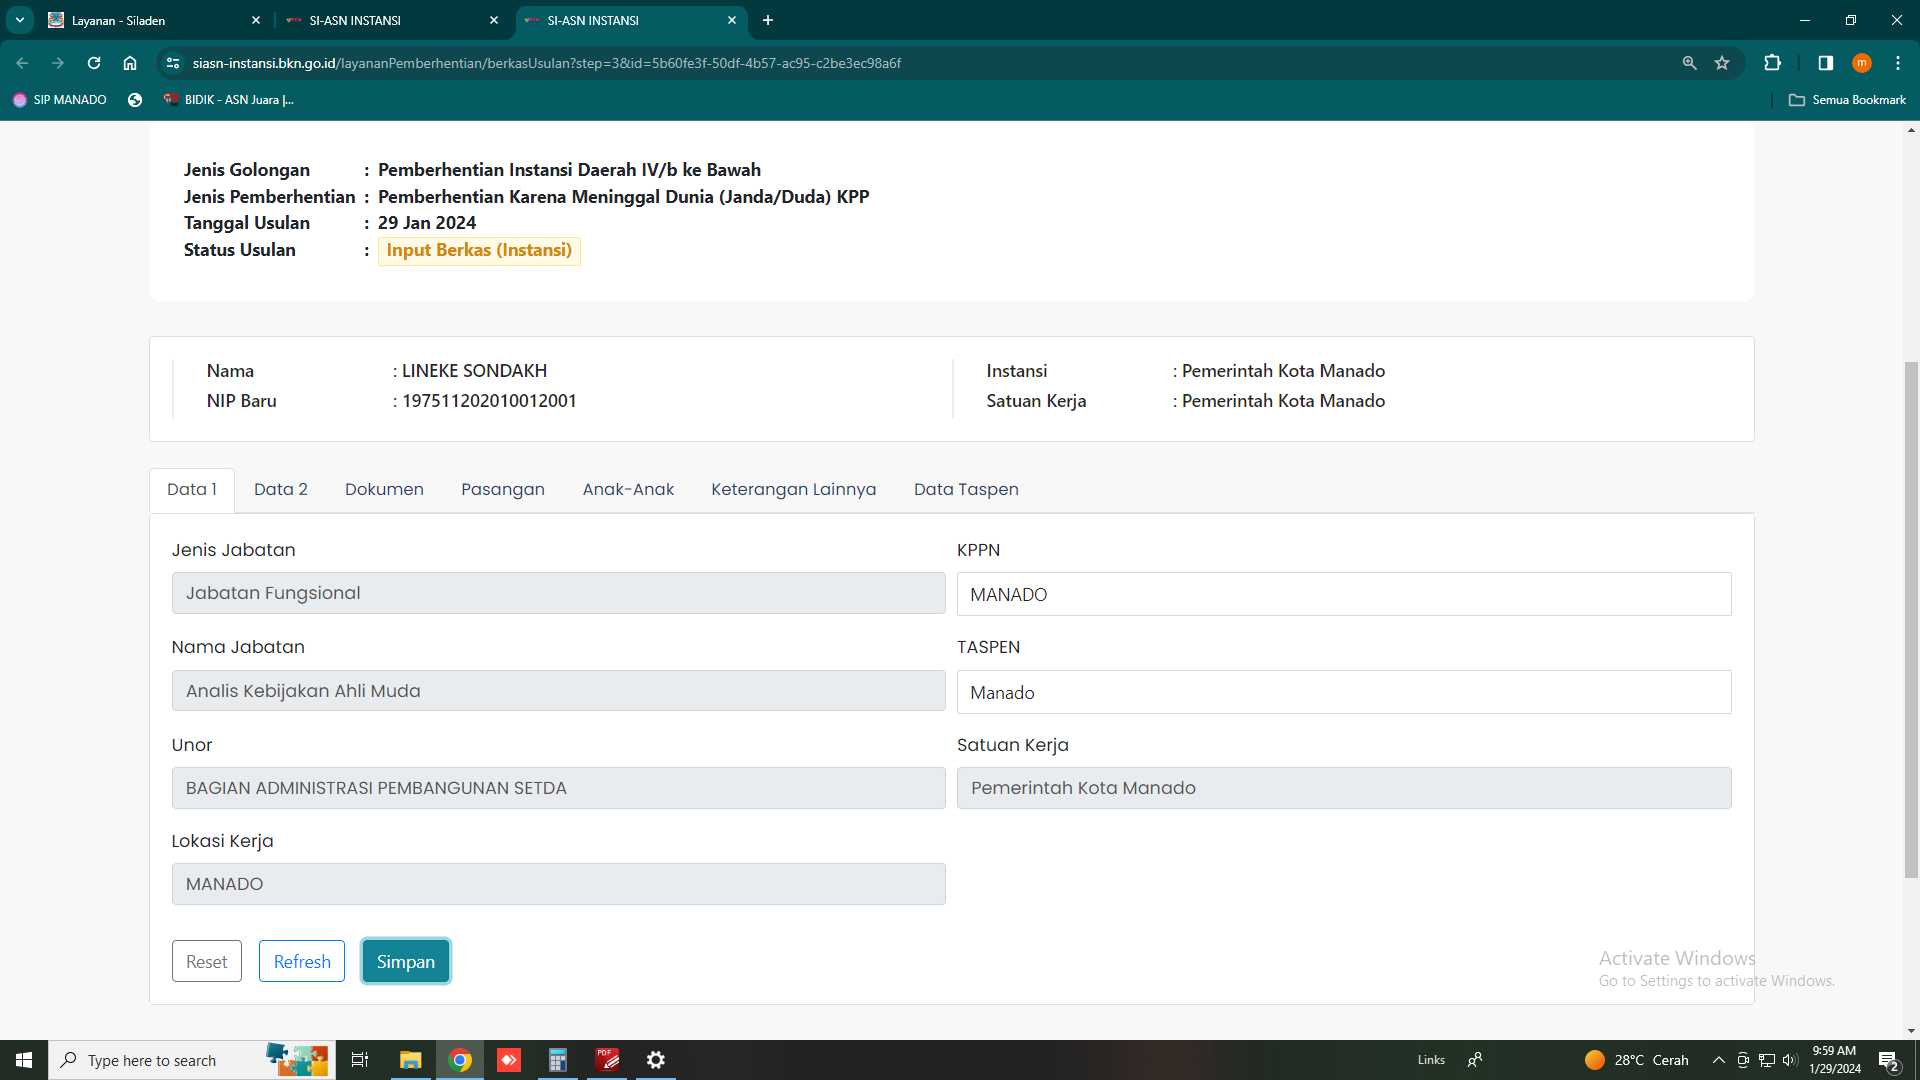 Layanan - Siladen
SI-ASN INSTANSI
SI-ASN INSTANSI
siasn-instansi.bkn.go.id/layananPemberhentian/berkasUsulan?step=3&id=5b60fe3f-50df-4b57-ac95-c2be3ec98a6f
m
SIP MANADO
BIDIK - ASN Juara |...
Semua Bookmark
Jenis Golongan : Pemberhentian Instansi Daerah IV/b ke Bawah
Jenis Pemberhentian : Pemberhentian Karena Meninggal Dunia (Janda/Duda) KPP
Tanggal Usulan : 29 Jan 2024
Status Usulan : Input Berkas (Instansi)
Nama : LINEKE SONDAKH
NIP Baru : 197511202010012001
Instansi : Pemerintah Kota Manado
Satuan Kerja : Pemerintah Kota Manado
Data 1 Data 2 Dokumen Pasangan Anak-Anak Keterangan Lainnya Data Taspen
Jenis Jabatan
Jabatan Fungsional
KPPN
MANADO
Nama Jabatan
Analis Kebijakan Ahli Muda
TASPEN
Manado
Unor
BAGIAN ADMINISTRASI PEMBANGUNAN SETDA
Satuan Kerja
Pemerintah Kota Manado
Lokasi Kerja
MANADO
Reset Refresh Simpan
Activate Windows
Go to Settings to activate Windows.
Type here to search
PDF
Links
28°C Cerah
9:59 AM
1/29/2024
2